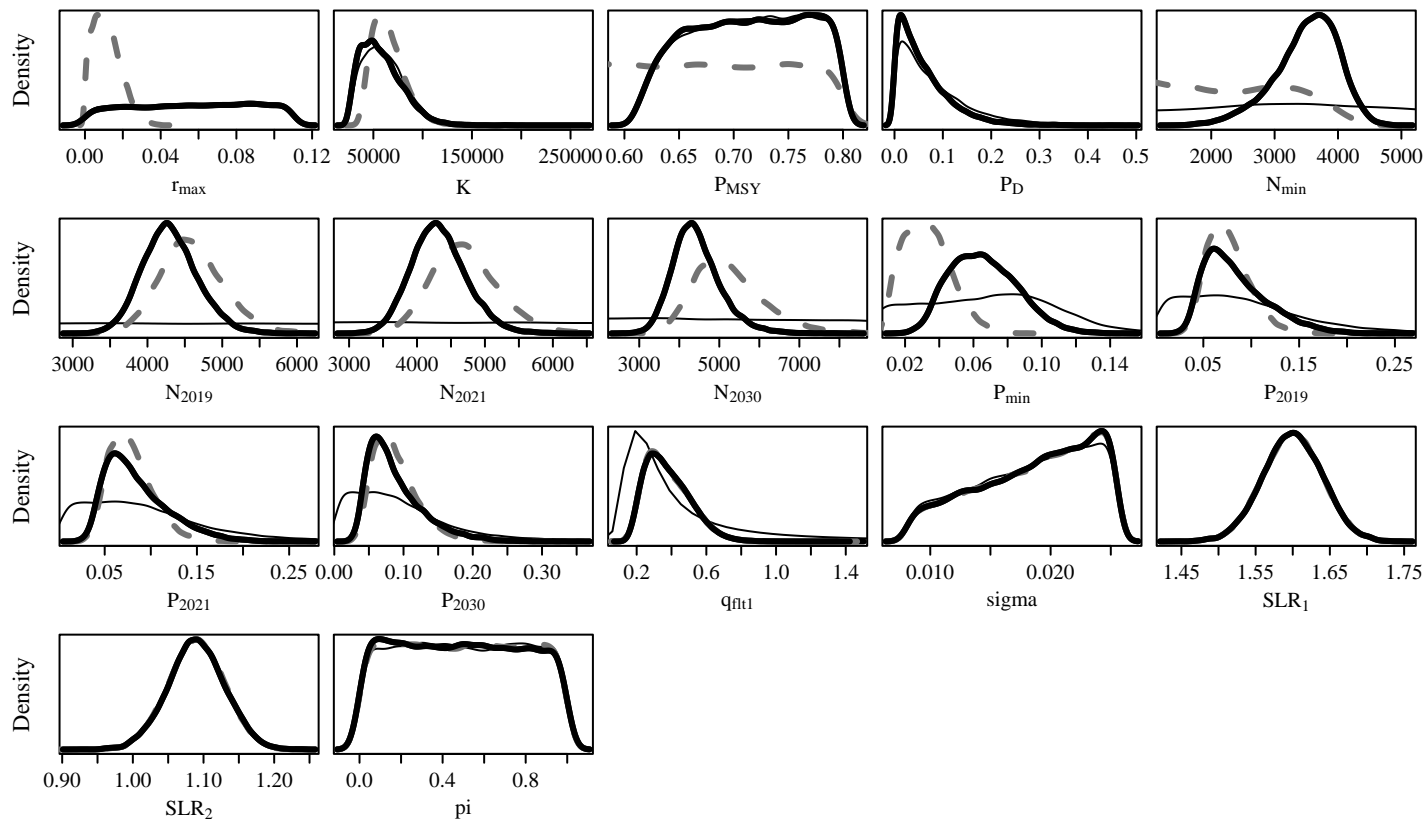 Density
0.00 0.04 0.08 0.12
r_max
50000 150000 250000
K
0.60 0.65 0.70 0.75 0.80
P_MSY
0.0 0.1 0.2 0.3 0.4 0.5
P_D
2000 3000 4000 5000
N_min
Density
3000 4000 5000 6000
N_2019
3000 4000 5000 6000
N_2021
3000 5000 7000
N_2030
0.02 0.06 0.10 0.14
P_min
0.05 0.15 0.25
P_2019
Density
0.05 0.15 0.25
P_2021
0.00 0.10 0.20 0.30
P_2030
0.2 0.6 1.0 1.4
q_flt1
0.010 0.020
sigma
1.45 1.55 1.65 1.75
SLR_1
Density
0.90 1.00 1.10 1.20
SLR_2
0.0 0.4 0.8
pi